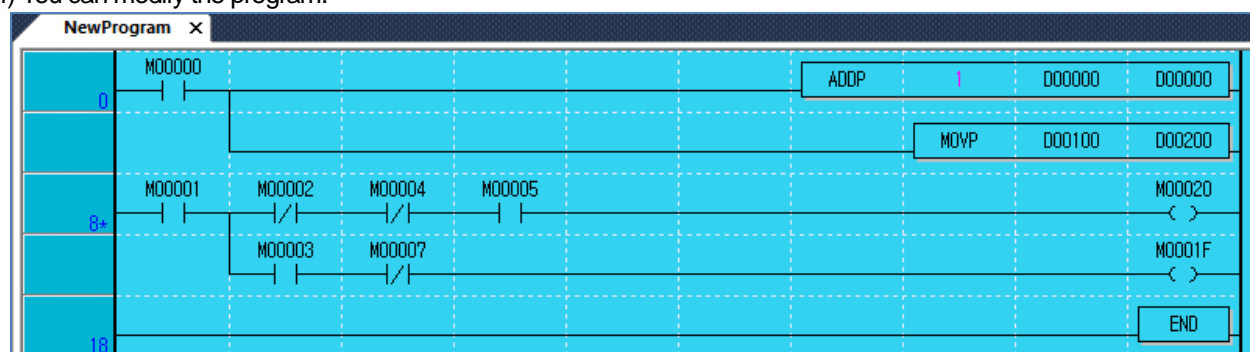 You can modify the program.
NewProgram X
M00000
0 ADDP 1 D00000 D00000
MOVP D00100 D00200
M00001 M00002 M00004 M00005 M00020
8*
M00003 M00007 M0001F
END
18